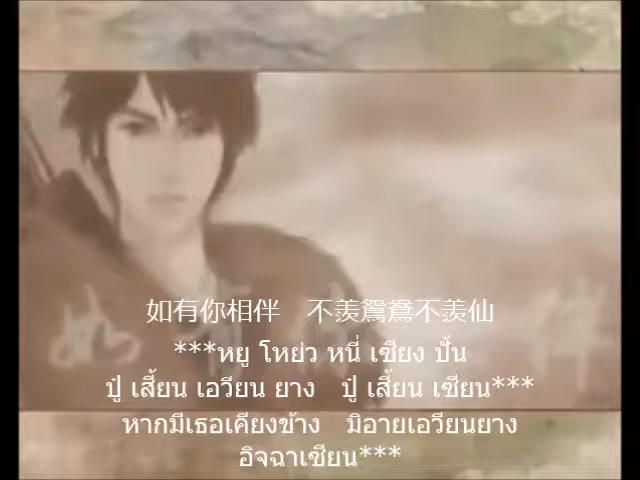 如有你相伴　不羡鴛鴦不羡仙
***หยู โหย่ว หนี่ เซียง ปั้น
ปู๋ เสี้ยน เอวียน ยาง ปู๋ เสี้ยน เซียน***
หากมีเธอเคียงข้าง มิอายเอวียนยาง
อิจฉาเซียน***